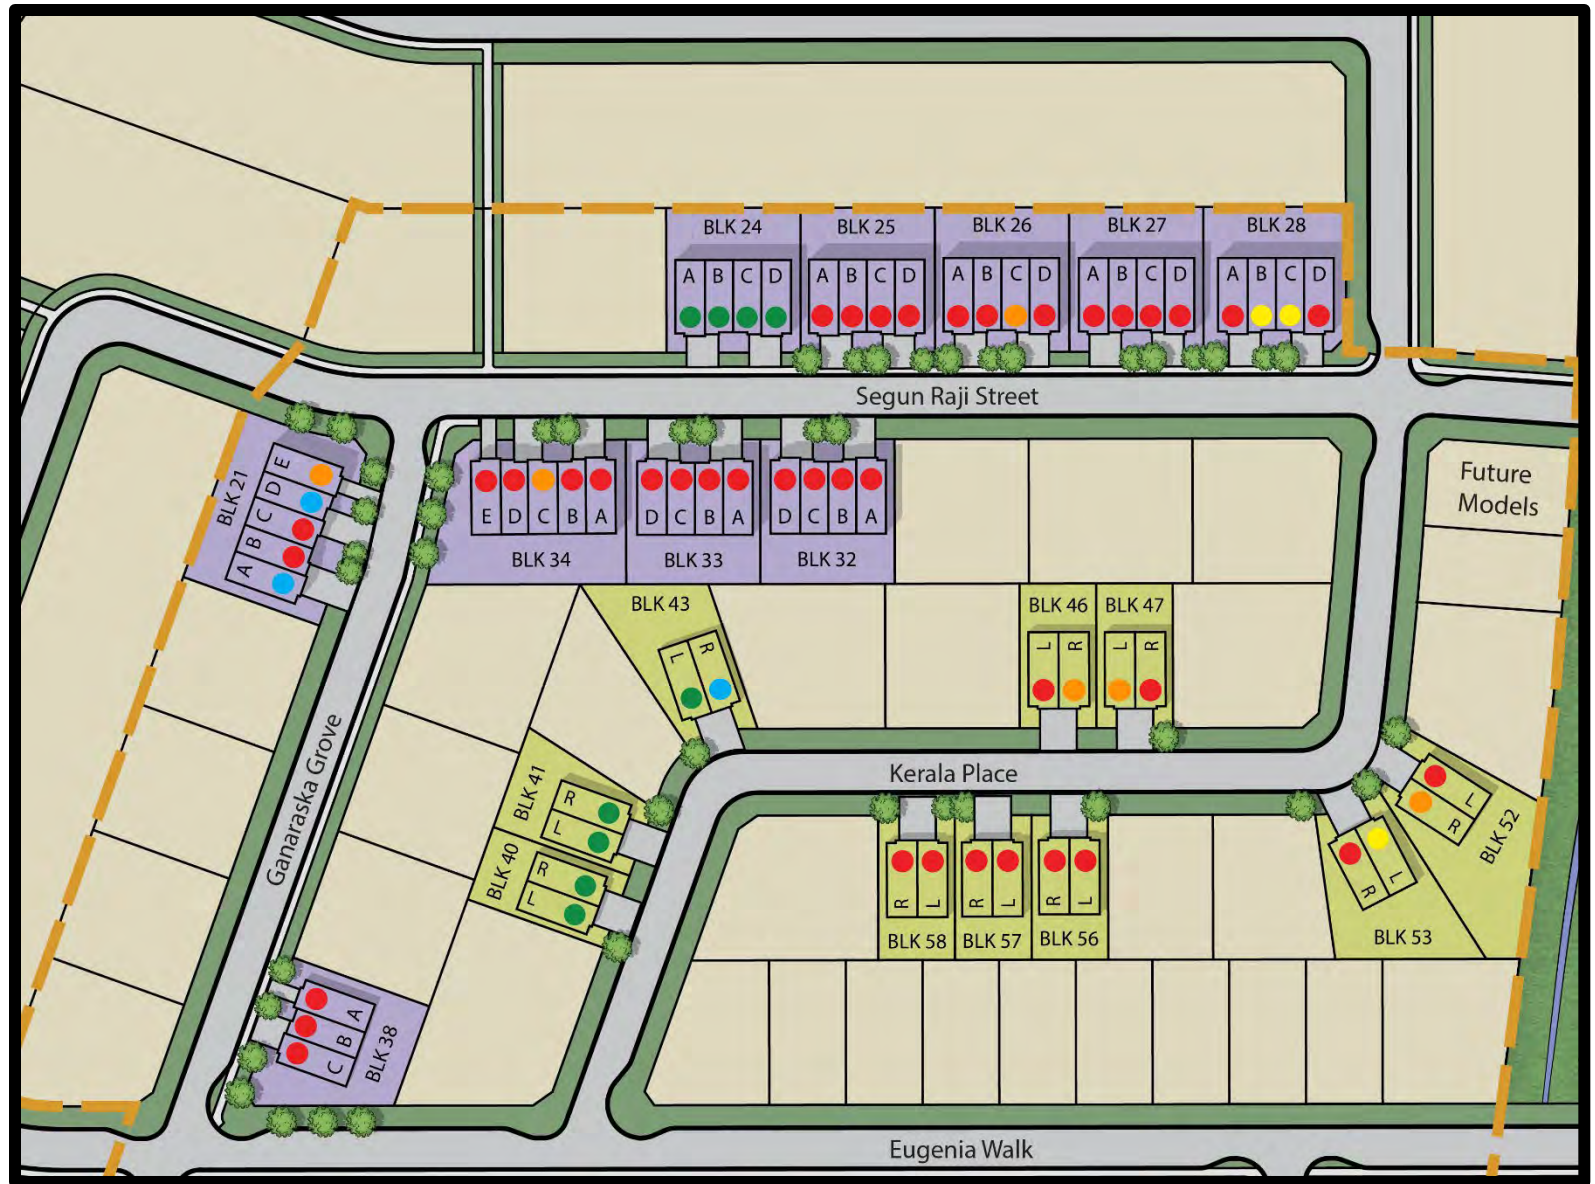 BLK 24
BLK 25
BLK 26
BLK 27
BLK 28
A B C D
A B C D
A B C D
A B C D
A B C D
Segun Raji Street
BLK 21
E
D
C
B
A
E D C B A
D C B A
D C B A
BLK 34
BLK 33
BLK 32
Future
Models
BLK 43
L R
BLK 46
BLK 47
L R
L R
Ganaraska Grove
Kerala Place
BLK 41
R
L
BLK 40
R
L
BLK 52
L
R
BLK 53
R L
R L
R L
R L
BLK 58
BLK 57
BLK 56
A
B
C
BLK 38
Eugenia Walk